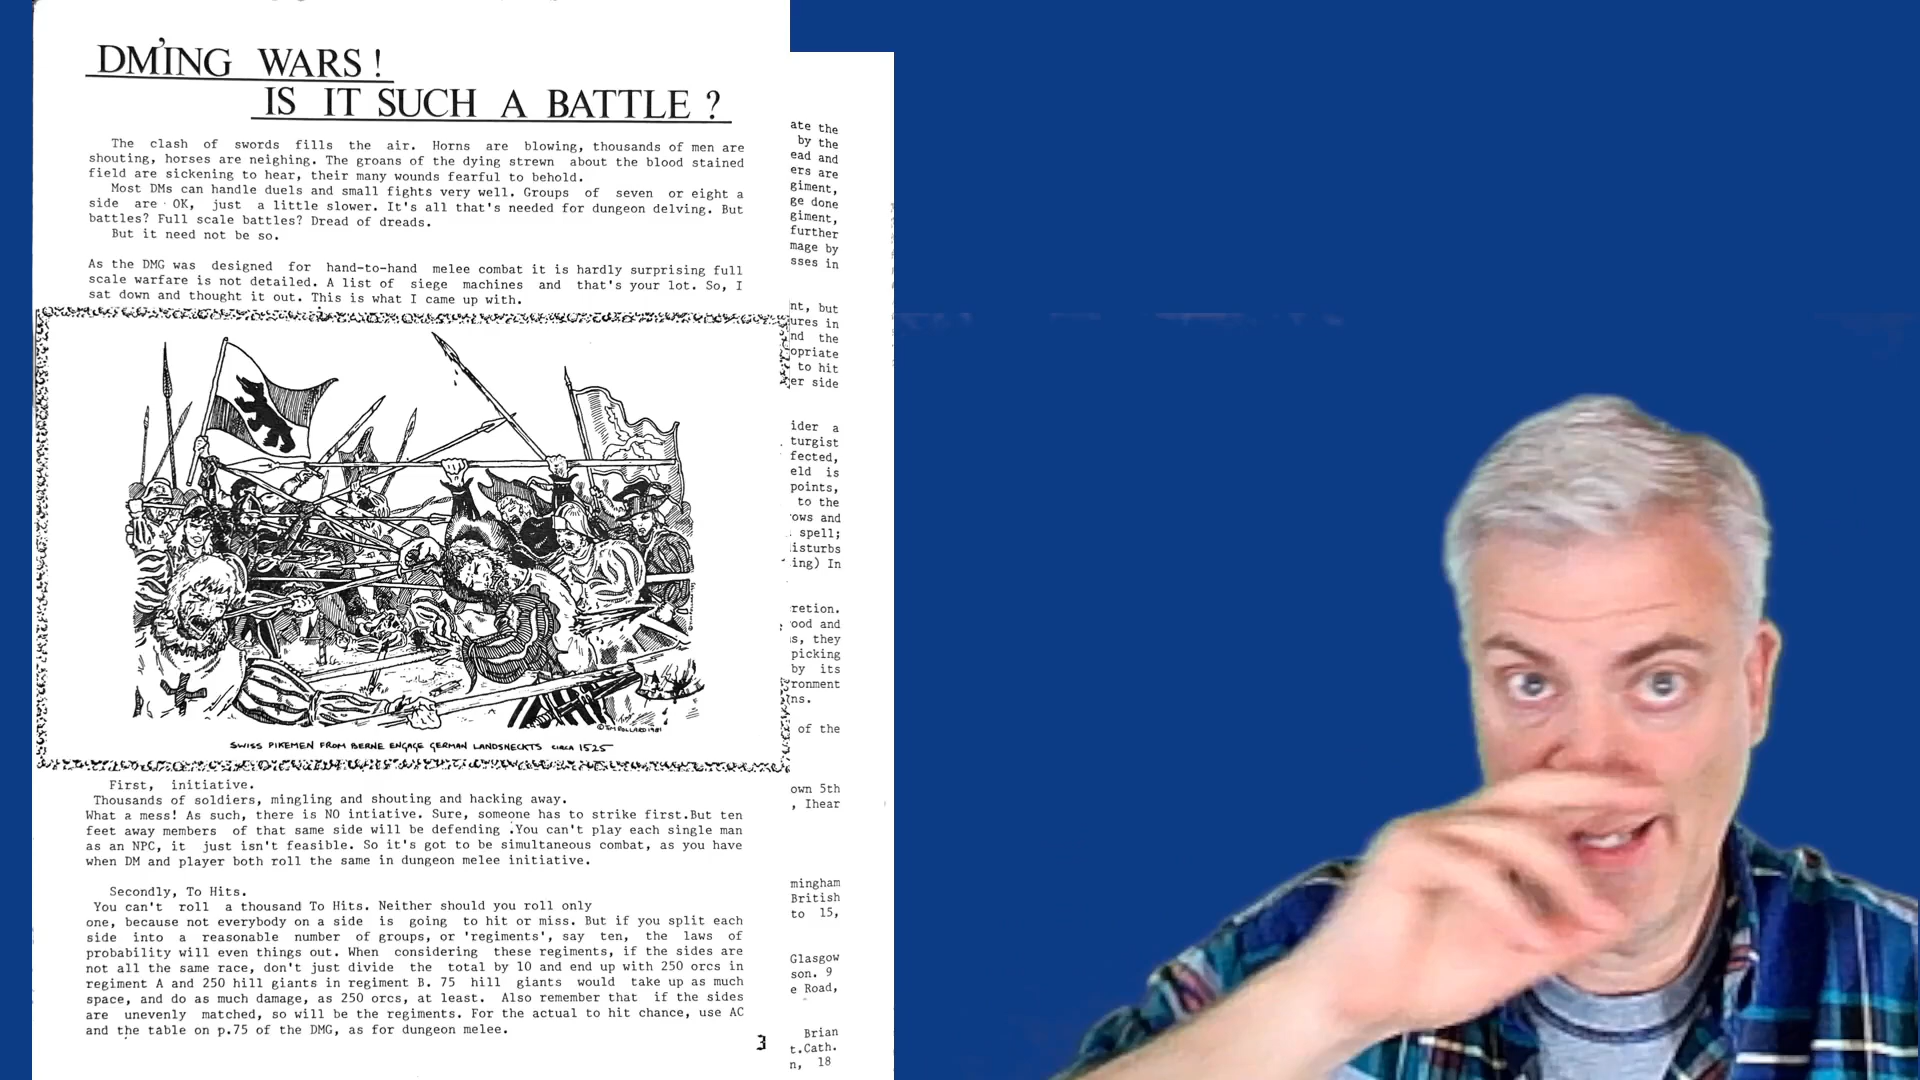 DM'ING WARS!
IS IT SUCH A BATTLE?
The clash of swords fills the air. Horns are blowing, thousands of men are
shouting, horses are neighing. The groans of the dying strewn about the blood stained
field are sickening to hear, their many wounds fearful to behold.
Most DMs can handle duels and small fights very well. Groups of seven or eight a
side are OK, just a little slower. It's all that's needed for dungeon delving. But
battles? Full scale battles? Dread of dreads.
But it need not be so.
As the DMG was designed for hand-to-hand melee combat it is hardly surprising full
scale warfare is not detailed. A list of siege machines and that's your lot. So, I
sat down and thought it out. This is what I came up with.
© TIM POLLARD 1981
SWISS PIKEMEN FROM BERNE ENGAGE GERMAN LANDSNECKTS CIRCA 1525
First, initiative.
Thousands of soldiers, mingling and shouting and hacking away.
What a mess! As such, there is NO intiative. Sure, someone has to strike first.But ten
feet away members of that same side will be defending .You can't play each single man
as an NPC, it just isn't feasible. So it's got to be simultaneous combat, as you have
when DM and player both roll the same in dungeon melee initiative.
Secondly, To Hits.
You can't roll a thousand To Hits. Neither should you roll only
one, because not everybody on a side is going to hit or miss. But if you split each
side into a reasonable number of groups, or 'regiments', say ten, the laws of
probability will even things out. When considering these regiments, if the sides are
not all the same race, don't just divide the total by 10 and end up with 250 orcs in
regiment A and 250 hill giants in regiment B. 75 hill giants would take up as much
space, and do as much damage, as 250 orcs, at least. Also remember that if the sides
are unevenly matched, so will be the regiments. For the actual to hit chance, use AC
and the table on p.75 of the DMG, as for dungeon melee.
3
ate the
by the
ead and
ers are
giment,
ge done
giment,
further
mage by
sses in
nt, but
ures in
nd the
opriate
to hit
er side
ider a
turgist
fected,
eld is
points,
to the
ows and
spell;
isturbs
ing) In
retion.
ood and
s, they
picking
by its
ronment
ns.
of the
own 5th
, Ihear
mingham
British
to 15,
Glasgow
son. 9
e Road,
Brian
t.Cath.
n, 18